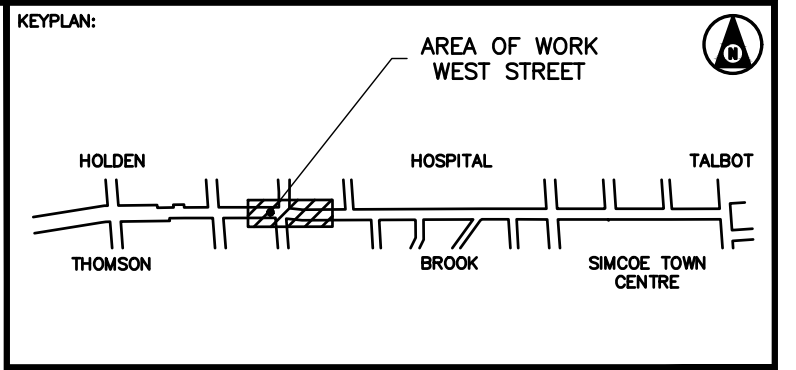 KEYPLAN:
AREA OF WORK
WEST STREET
N
HOLDEN
HOSPITAL
TALBOT
THOMSON
BROOK
SIMCOE TOWN
CENTRE